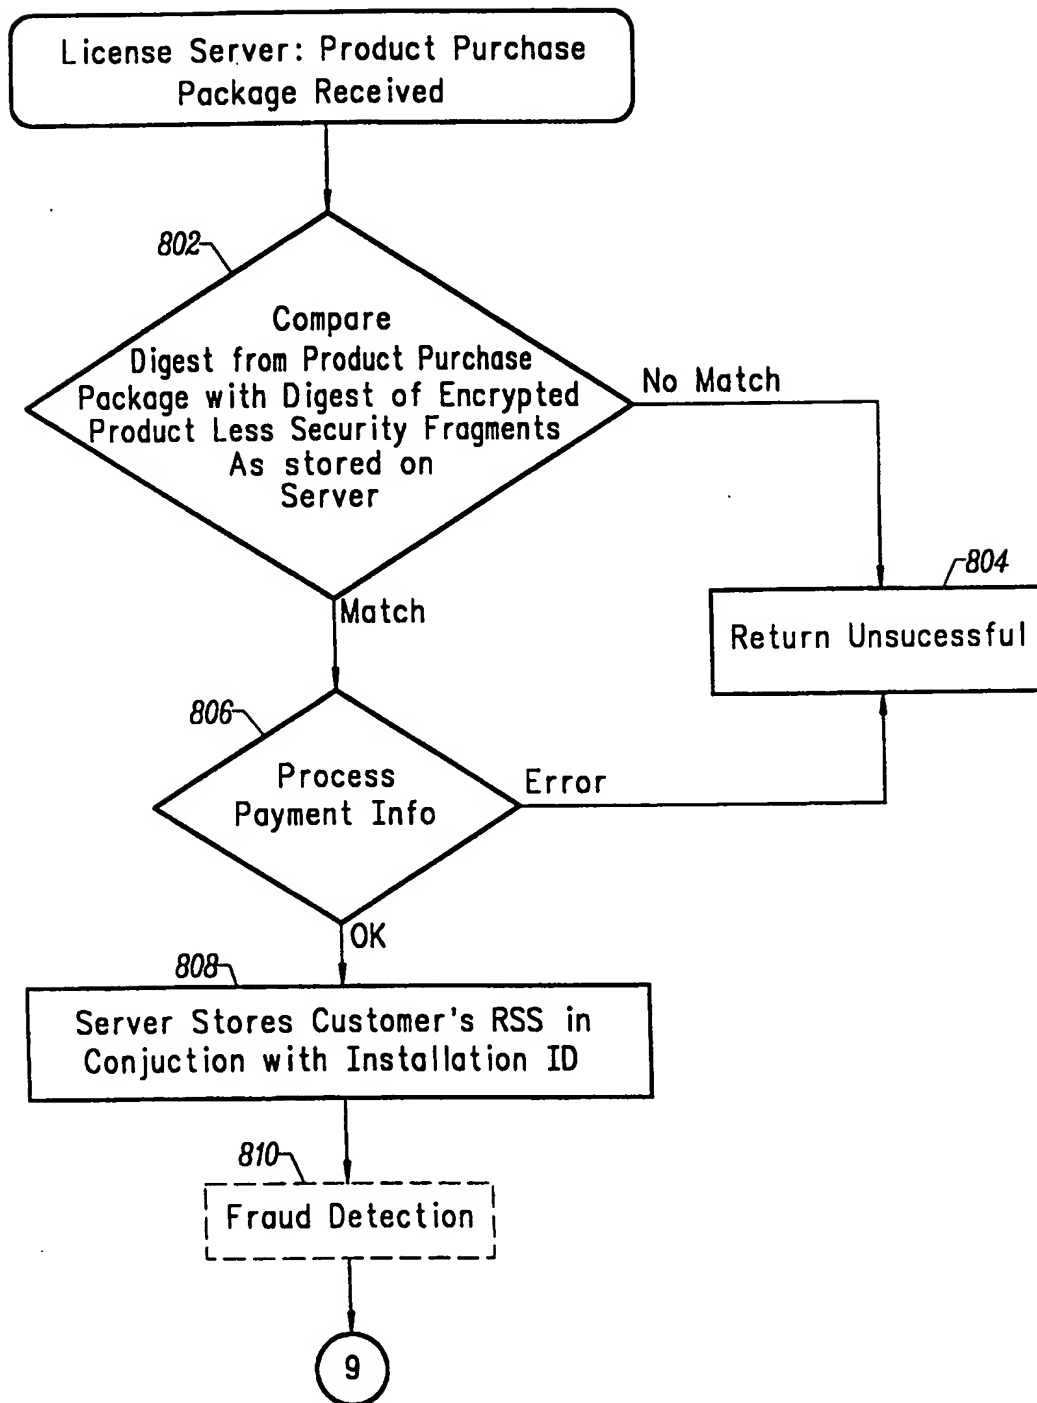 License Server: Product Purchase
Package Received
802
Compare
Digest from Product Purchase
Package with Digest of Encrypted
Product Less Security Fragments
As stored on
Server
No Match
Match
804
Return Unsucessful
806
Process
Payment Info
Error
OK
808
Server Stores Customer's RSS in
Conjuction with Installation ID
810
Fraud Detection
9